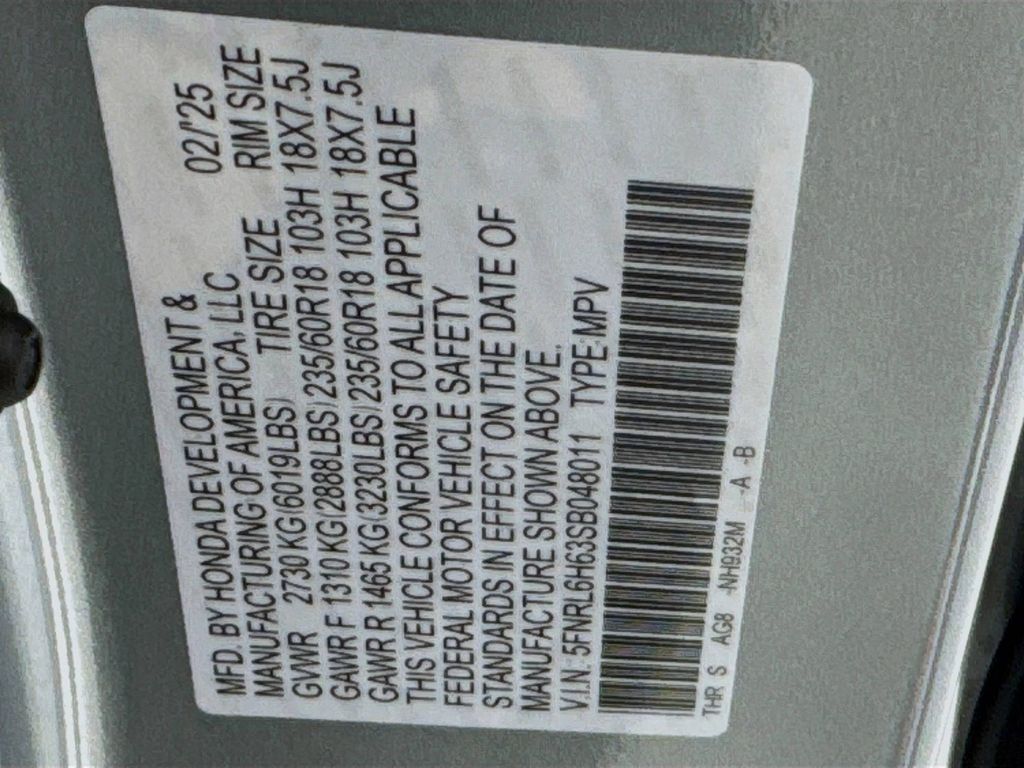 MFD. BY HONDA DEVELOPMENT & 02/'25
MANUFACTURING OF AMERICA, LLC
GVWR 2730 KG (6019LBS) TIRE SIZE RIM SIZE
GAWR F 1310 KG (2888LBS) 235/60R18 103H 18X7.5J
GAWR R 1465 KG (3230LBS) 235/60R18 103H 18X7.5J
THIS VEHICLE CONFORMS TO ALL APPLICABLE
FEDERAL MOTOR VEHICLE SAFETY
STANDARDS IN EFFECT ON THE DATE OF
MANUFACTURE SHOWN ABOVE.
V.I.N: 5FNRL6H63SB048011 TYPE:MPV
THR S AG8 -NH932M -A -B